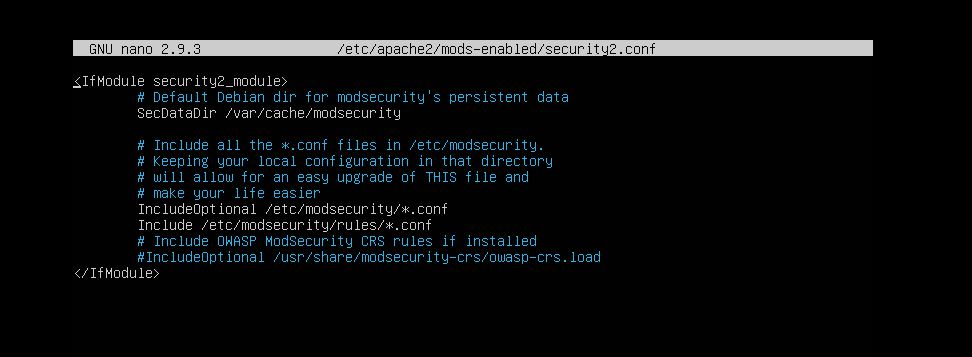 GNU nano 2.9.3 /etc/apache2/mods-enabled/security2.conf
<IfModule security2_module>
# Default Debian dir for modsecurity's persistent data
SecDataDir /var/cache/modsecurity
# Include all the *.conf files in /etc/modsecurity.
# Keeping your local configuration in that directory
# will allow for an easy upgrade of THIS file and
# make your life easier
IncludeOptional /etc/modsecurity/*.conf
Include /etc/modsecurity/rules/*.conf
# Include OWASP ModSecurity CRS rules if installed
#IncludeOptional /usr/share/modsecurity-crs/owasp-crs.load
</IfModule>